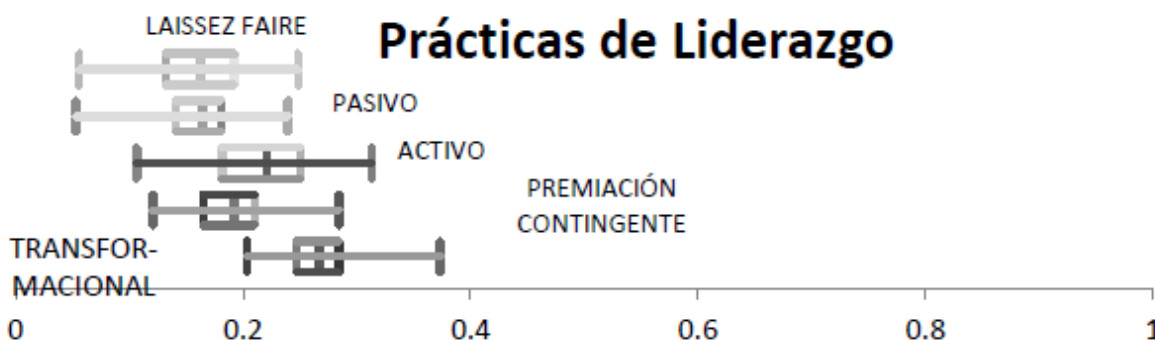 Prácticas de Liderazgo
LAISSEZ FAIRE
PASIVO
ACTIVO
PREMIACIÓN
CONTINGENTE
TRANSFOR-
MACIONAL
0 0.2 0.4 0.6 0.8 1